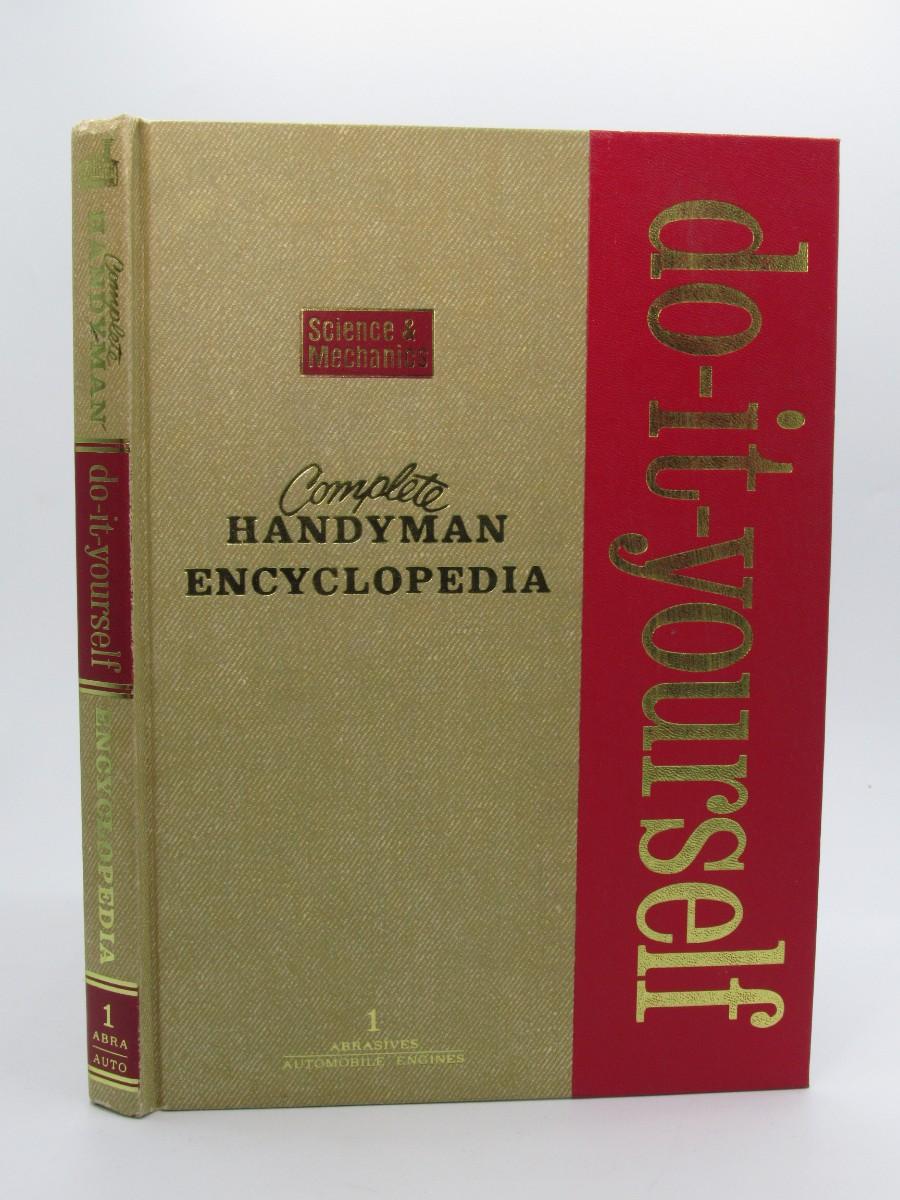 Complete
HANDYMAN
do-it-yourself
ENCYCLOPEDIA
1
ABRA
AUTO
Science &
Mechanics
Complete
HANDYMAN
ENCYCLOPEDIA
1
ABRASIVES
AUTOMOBILE ENGINES
do-it-yourself